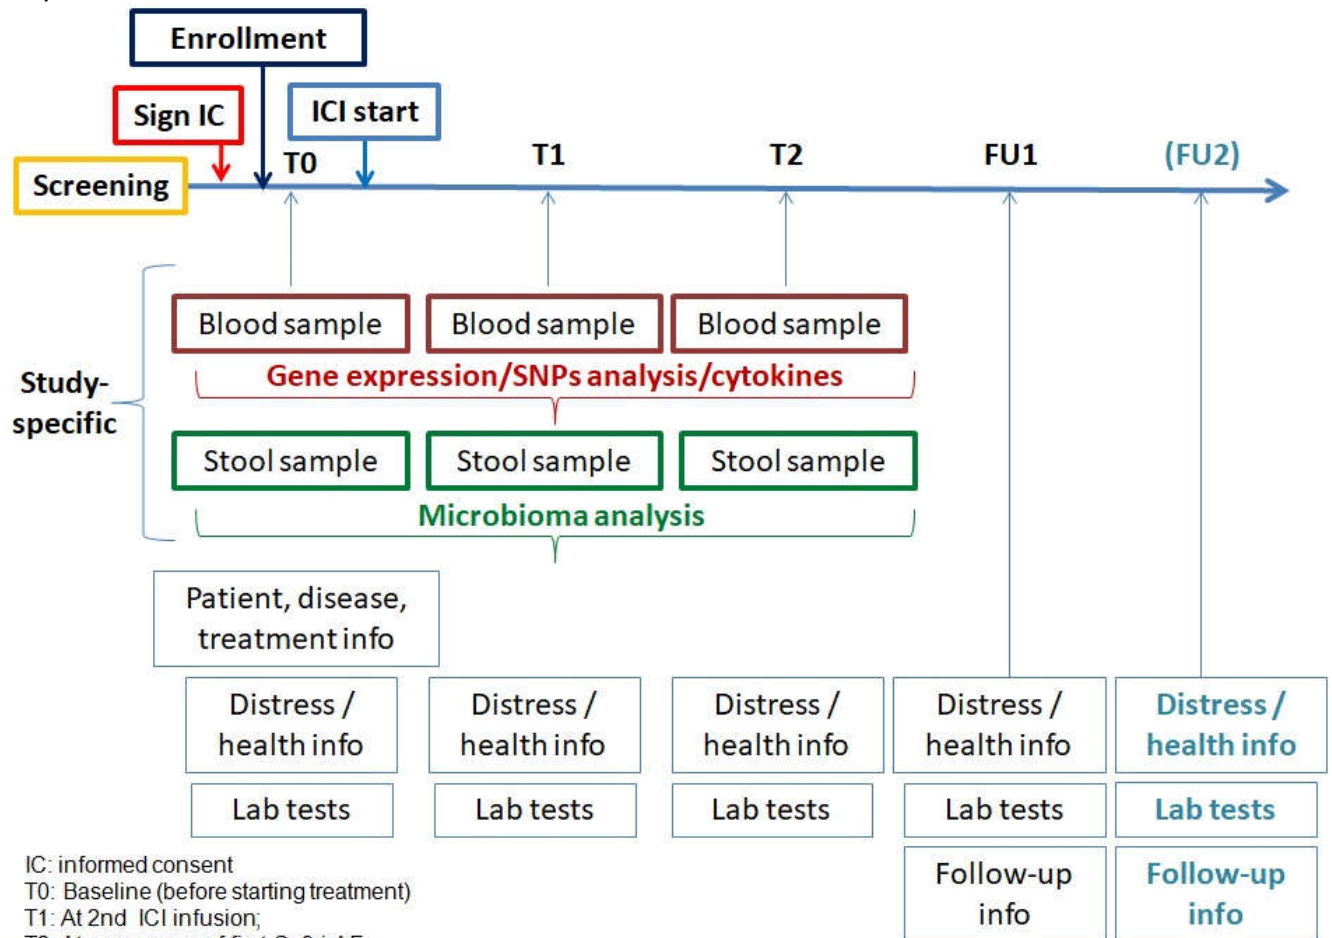 Enrollment
Sign IC
ICI start
T0
T1
T2
FU1
(FU2)
Screening
Study-
specific
Blood sample
Blood sample
Blood sample
Gene expression/SNPs analysis/cytokines
Stool sample
Stool sample
Stool sample
Microbioma analysis
Patient, disease,
treatment info
Distress /
health info
Distress /
health info
Distress /
health info
Distress /
health info
Distress /
health info
Lab tests
Lab tests
Lab tests
Lab tests
Lab tests
Follow-up
info
Follow-up
info
IC: informed consent
T0: Baseline (before starting treatment)
T1: At 2nd ICI infusion;